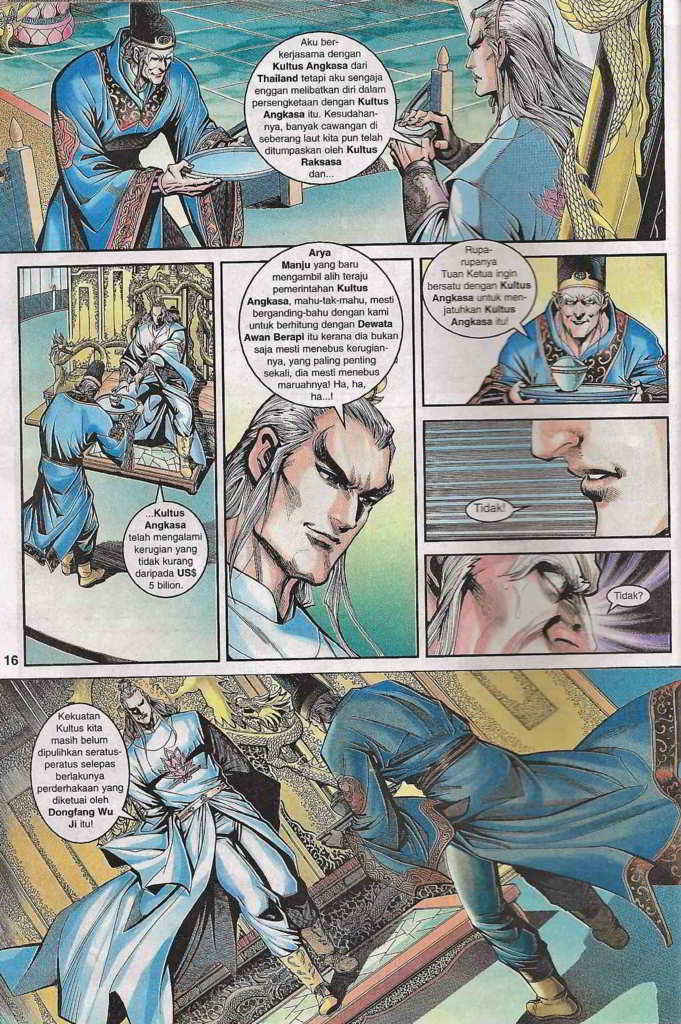 Aku ber-
kerjasama dengan
Kultus Angkasa dari
Thailand tetapi aku sengaja
enggan melibatkan diri dalam
persengketaan dengan Kultus
Angkasa itu. Kesudahan-
nya, banyak cawangan di
seberang laut kita pun telah
ditumpaskan oleh Kultus
Raksasa
dan...
...Kultus
Angkasa
telah mengalami
kerugian yang
tidak kurang
daripada US$
5 bilion.
Arya
Manju yang baru
mengambil alih teraju
pemerintahan Kultus
Angkasa, mahu-tak-mahu, mesti
berganding-bahu dengan kami
untuk berhitung dengan Dewata
Awan Berapi itu kerana dia bukan
saja mesti menebus kerugian-
nya, yang paling penting
sekali, dia mesti menebus
maruahnya! Ha, ha,
ha...!
Rupa-
rupanya
Tuan Ketua ingin
bersatu dengan Kultus
Angkasa untuk men-
jatuhkan Kultus
Angkasa itu!
Tidak!
Tidak?
16
Kekuatan
Kultus kita
masih belum
dipulihkan seratus-
peratus selepas
berlakunya
perderhakaan yang
diketuai oleh
Dongfang Wu
Ji itu!